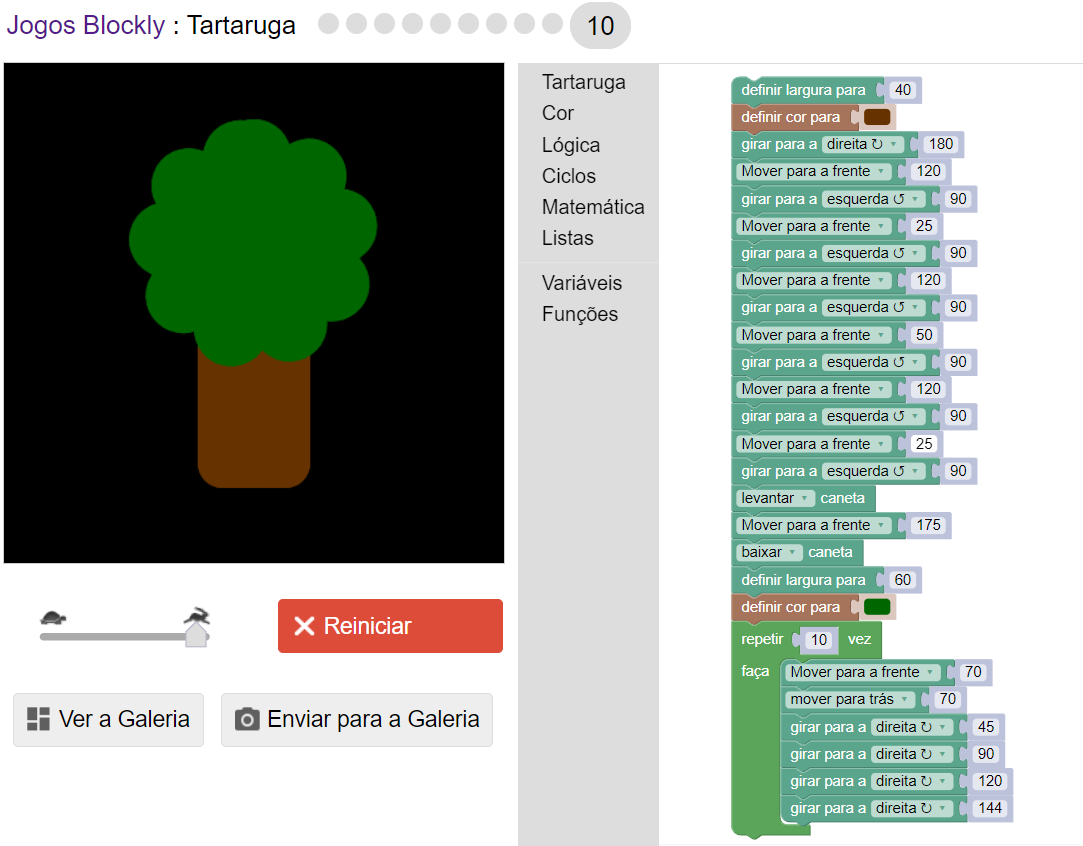 Jogos Blockly : Tartaruga 10
Tartaruga
Cor
Lógica
Ciclos
Matemática
Listas
Variáveis
Funções
definir largura para 40
definir cor para
girar para a direita ↻ 180
Mover para a frente 120
girar para a esquerda ↺ 90
Mover para a frente 25
girar para a esquerda ↺ 90
Mover para a frente 120
girar para a esquerda ↺ 90
Mover para a frente 50
girar para a esquerda ↺ 90
Mover para a frente 120
girar para a esquerda ↺ 90
Mover para a frente 25
girar para a esquerda ↺ 90
levantar caneta
Mover para a frente 175
baixar caneta
definir largura para 60
definir cor para
repetir 10 vez
faça Mover para a frente 70
mover para trás 70
girar para a direita ↻ 45
girar para a direita ↻ 90
girar para a direita ↻ 120
girar para a direita ↻ 144
Reiniciar
Ver a Galeria
Enviar para a Galeria